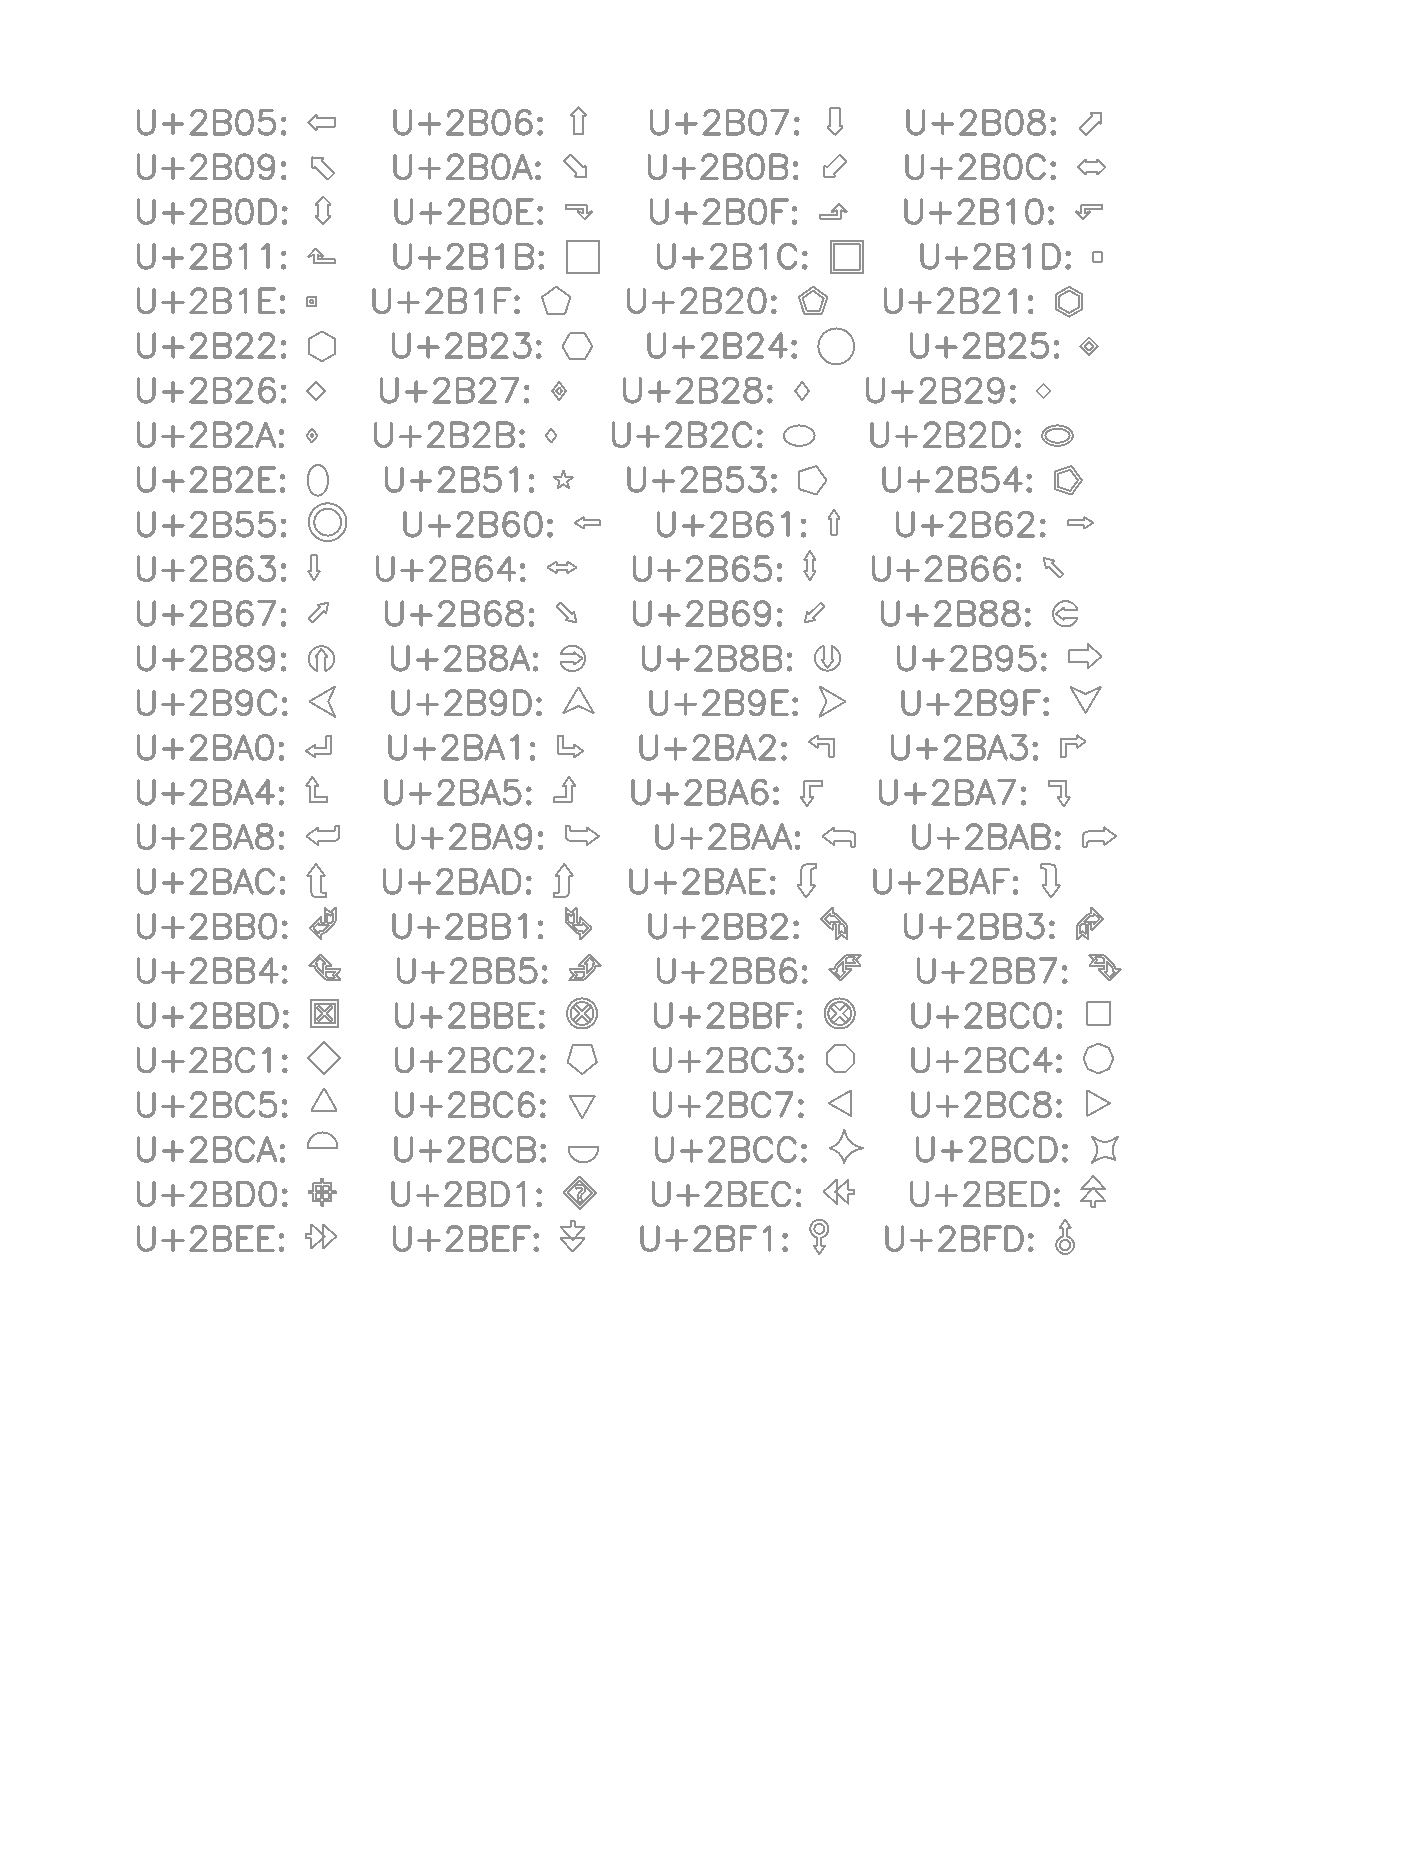 U+2B05: ⬅ U+2B06: ⬆ U+2B07: ⬇ U+2B08: ⬈
U+2B09: ⬉ U+2B0A: ⬊ U+2B0B: ⬋ U+2B0C: ⬌
U+2B0D: ⬍ U+2B0E: ⬎ U+2B0F: ⬏ U+2B10: ⬐
U+2B11: ⬑ U+2B1B: ⬛ U+2B1C: ⬜ U+2B1D: ⬝
U+2B1E: ⬞ U+2B1F: ⬟ U+2B20: ⬠ U+2B21: ⬡
U+2B22: ⬢ U+2B23: ⬣ U+2B24: ⬤ U+2B25: ⬥
U+2B26: ⬦ U+2B27: ⬧ U+2B28: ⬨ U+2B29: ⬩
U+2B2A: ⬪ U+2B2B: ⬫ U+2B2C: ⬬ U+2B2D: ⬭
U+2B2E: ⬮ U+2B51: ⭑ U+2B53: ⭓ U+2B54: ⭔
U+2B55: ⭕ U+2B60: ⭠ U+2B61: ⭡ U+2B62: ⭢
U+2B63: ⭣ U+2B64: ⭤ U+2B65: ⭥ U+2B66: ⭦
U+2B67: ⭧ U+2B68: ⭨ U+2B69: ⭩ U+2B88: ⮈
U+2B89: ⮉ U+2B8A: ⮊ U+2B8B: ⮋ U+2B95: ⮕
U+2B9C: ⮜ U+2B9D: ⮝ U+2B9E: ⮞ U+2B9F: ⮟
U+2BA0: ⮠ U+2BA1: ⮡ U+2BA2: ⮢ U+2BA3: ⮣
U+2BA4: ⮤ U+2BA5: ⮥ U+2BA6: ⮦ U+2BA7: ⮧
U+2BA8: ⮨ U+2BA9: ⮩ U+2BAA: ⮪ U+2BAB: ⮫
U+2BAC: ⮬ U+2BAD: ⮭ U+2BAE: ⮮ U+2BAF: ⮯
U+2BB0: ⮰ U+2BB1: ⮱ U+2BB2: ⮲ U+2BB3: ⮳
U+2BB4: ⮴ U+2BB5: ⮵ U+2BB6: ⮶ U+2BB7: ⮷
U+2BBD: ⮽ U+2BBE: ⮾ U+2BBF: ⮿ U+2BC0: ⯀
U+2BC1: ⯁ U+2BC2: ⯂ U+2BC3: ⯃ U+2BC4: ⯄
U+2BC5: ⯅ U+2BC6: ⯆ U+2BC7: ⯇ U+2BC8: ⯈
U+2BCA: ⯊ U+2BCB: ⯋ U+2BCC: ⯌ U+2BCD: ⯍
U+2BD0: ⯐ U+2BD1: ⯑ U+2BEC: ⯬ U+2BED: ⯭
U+2BEE: ⯮ U+2BEF: ⯯ U+2BF1: ⯱ U+2BFD: ⯽